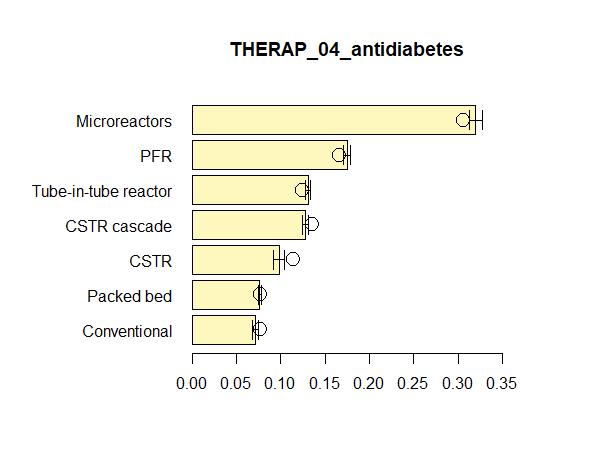 THERAP_04_antidiabetes
Microreactors
PFR
Tube-in-tube reactor
CSTR cascade
CSTR
Packed bed
Conventional
0.00 0.05 0.10 0.15 0.20 0.25 0.30 0.35